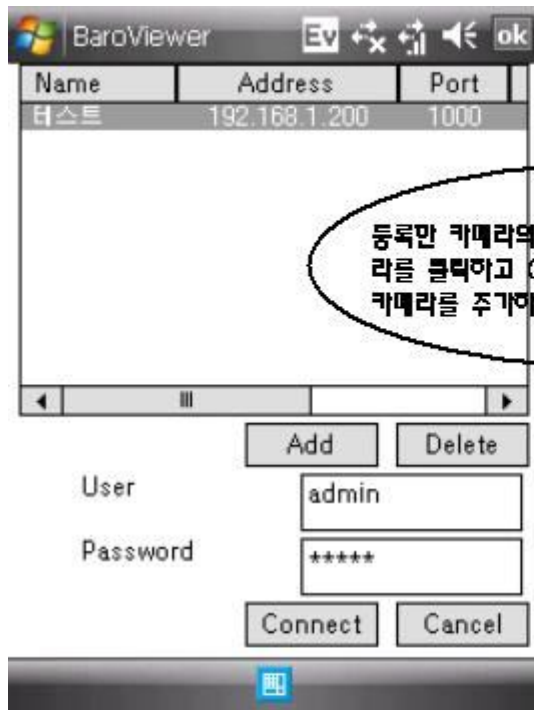 BaroViewer Ev ok
Name Address Port
테스트 192.168.1.200 1000
등록만 카메라의
라를 클릭하고
카메라를 추가하
Add Delete
User admin
Password *****
Connect Cancel